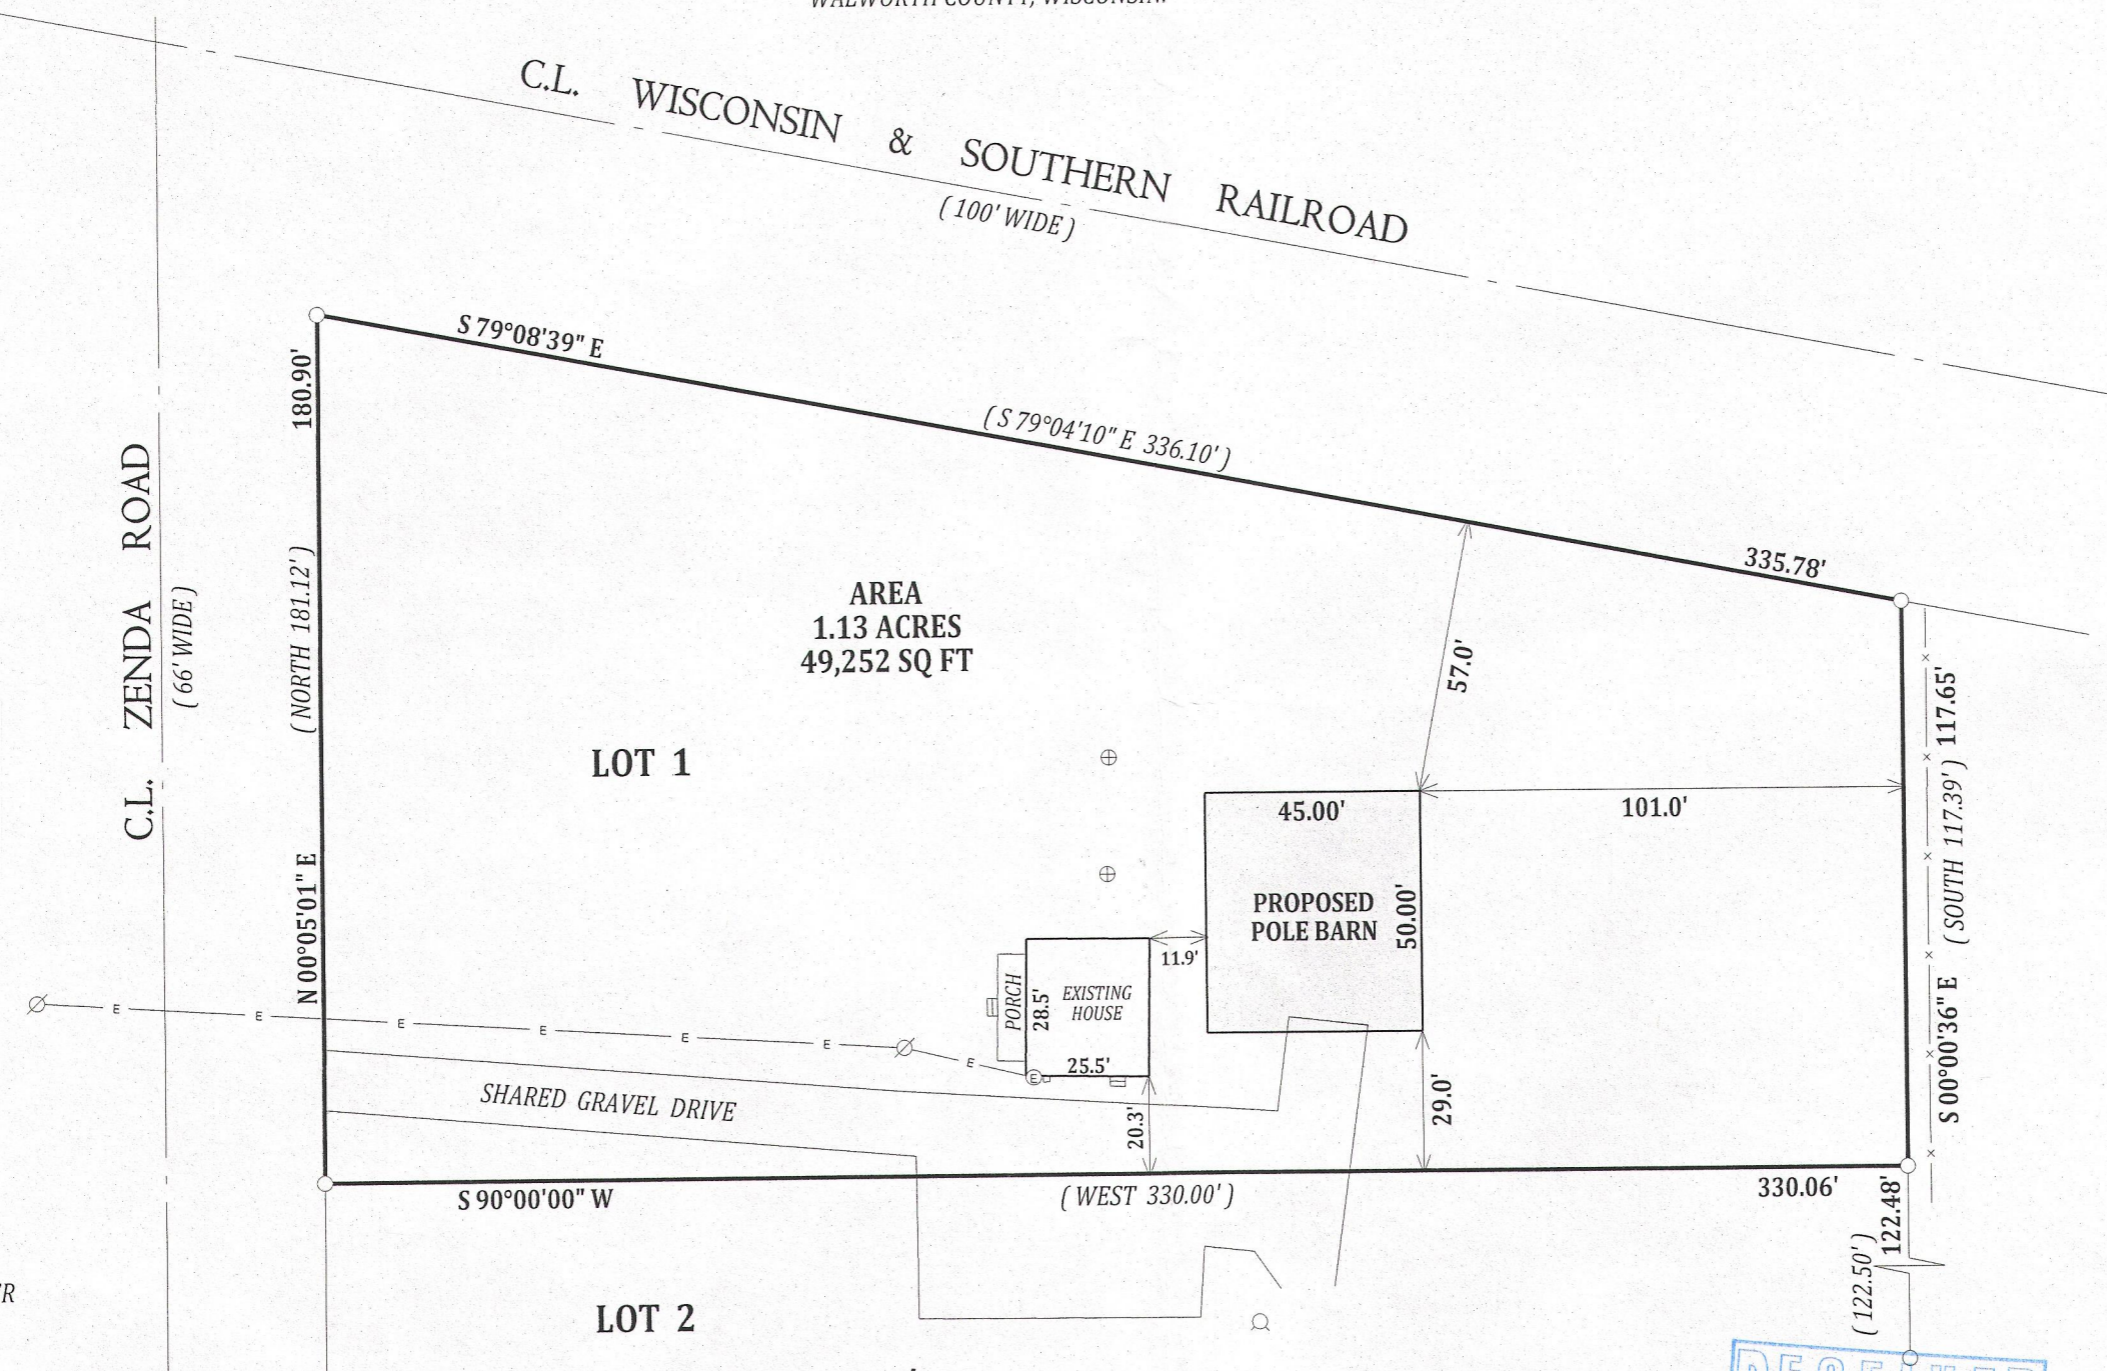 WALWORTH COUNTY, WISCONSIN.
C.L. WISCONSIN & SOUTHERN RAILROAD
( 100' WIDE )
S 79°08'39" E
( S 79°04'10" E 336.10' )
335.78'
180.90'
( NORTH 181.12' )
N 00°05'01" E
C.L. ZENDA ROAD
( 66' WIDE )
AREA
1.13 ACRES
49,252 SQ FT
LOT 1
57.0'
101.0'
45.00'
PROPOSED
POLE BARN
50.00'
11.9'
EXISTING
HOUSE
PORCH
28.5'
25.5'
20.3'
29.0'
E E E E E E E E
SHARED GRAVEL DRIVE
117.65'
( SOUTH 117.39' )
S 00°00'36" E
S 90°00'00" W
( WEST 330.00' )
330.06'
122.48'
( 122.50' )
LOT 2
R